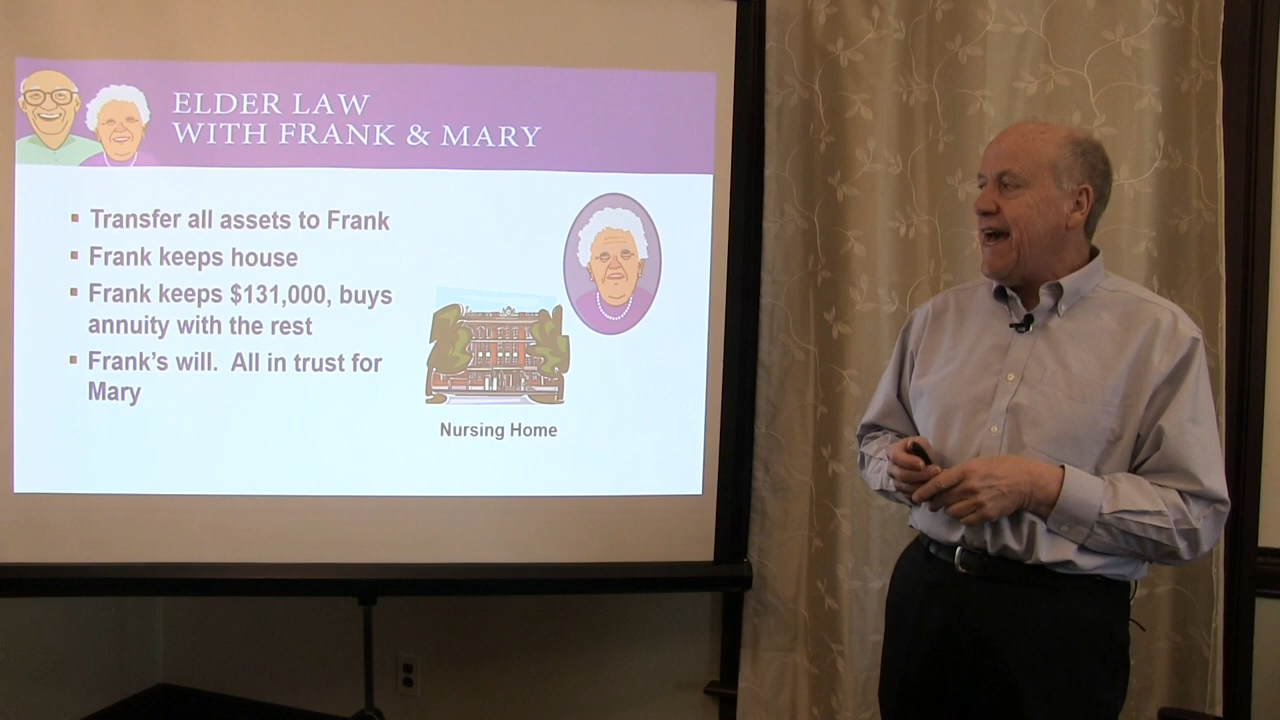 ELDER LAW
WITH FRANK & MARY
Transfer all assets to Frank
Frank keeps house
Frank keeps $131,000, buys
annuity with the rest
Frank's will.  All in trust for
Mary
Nursing Home